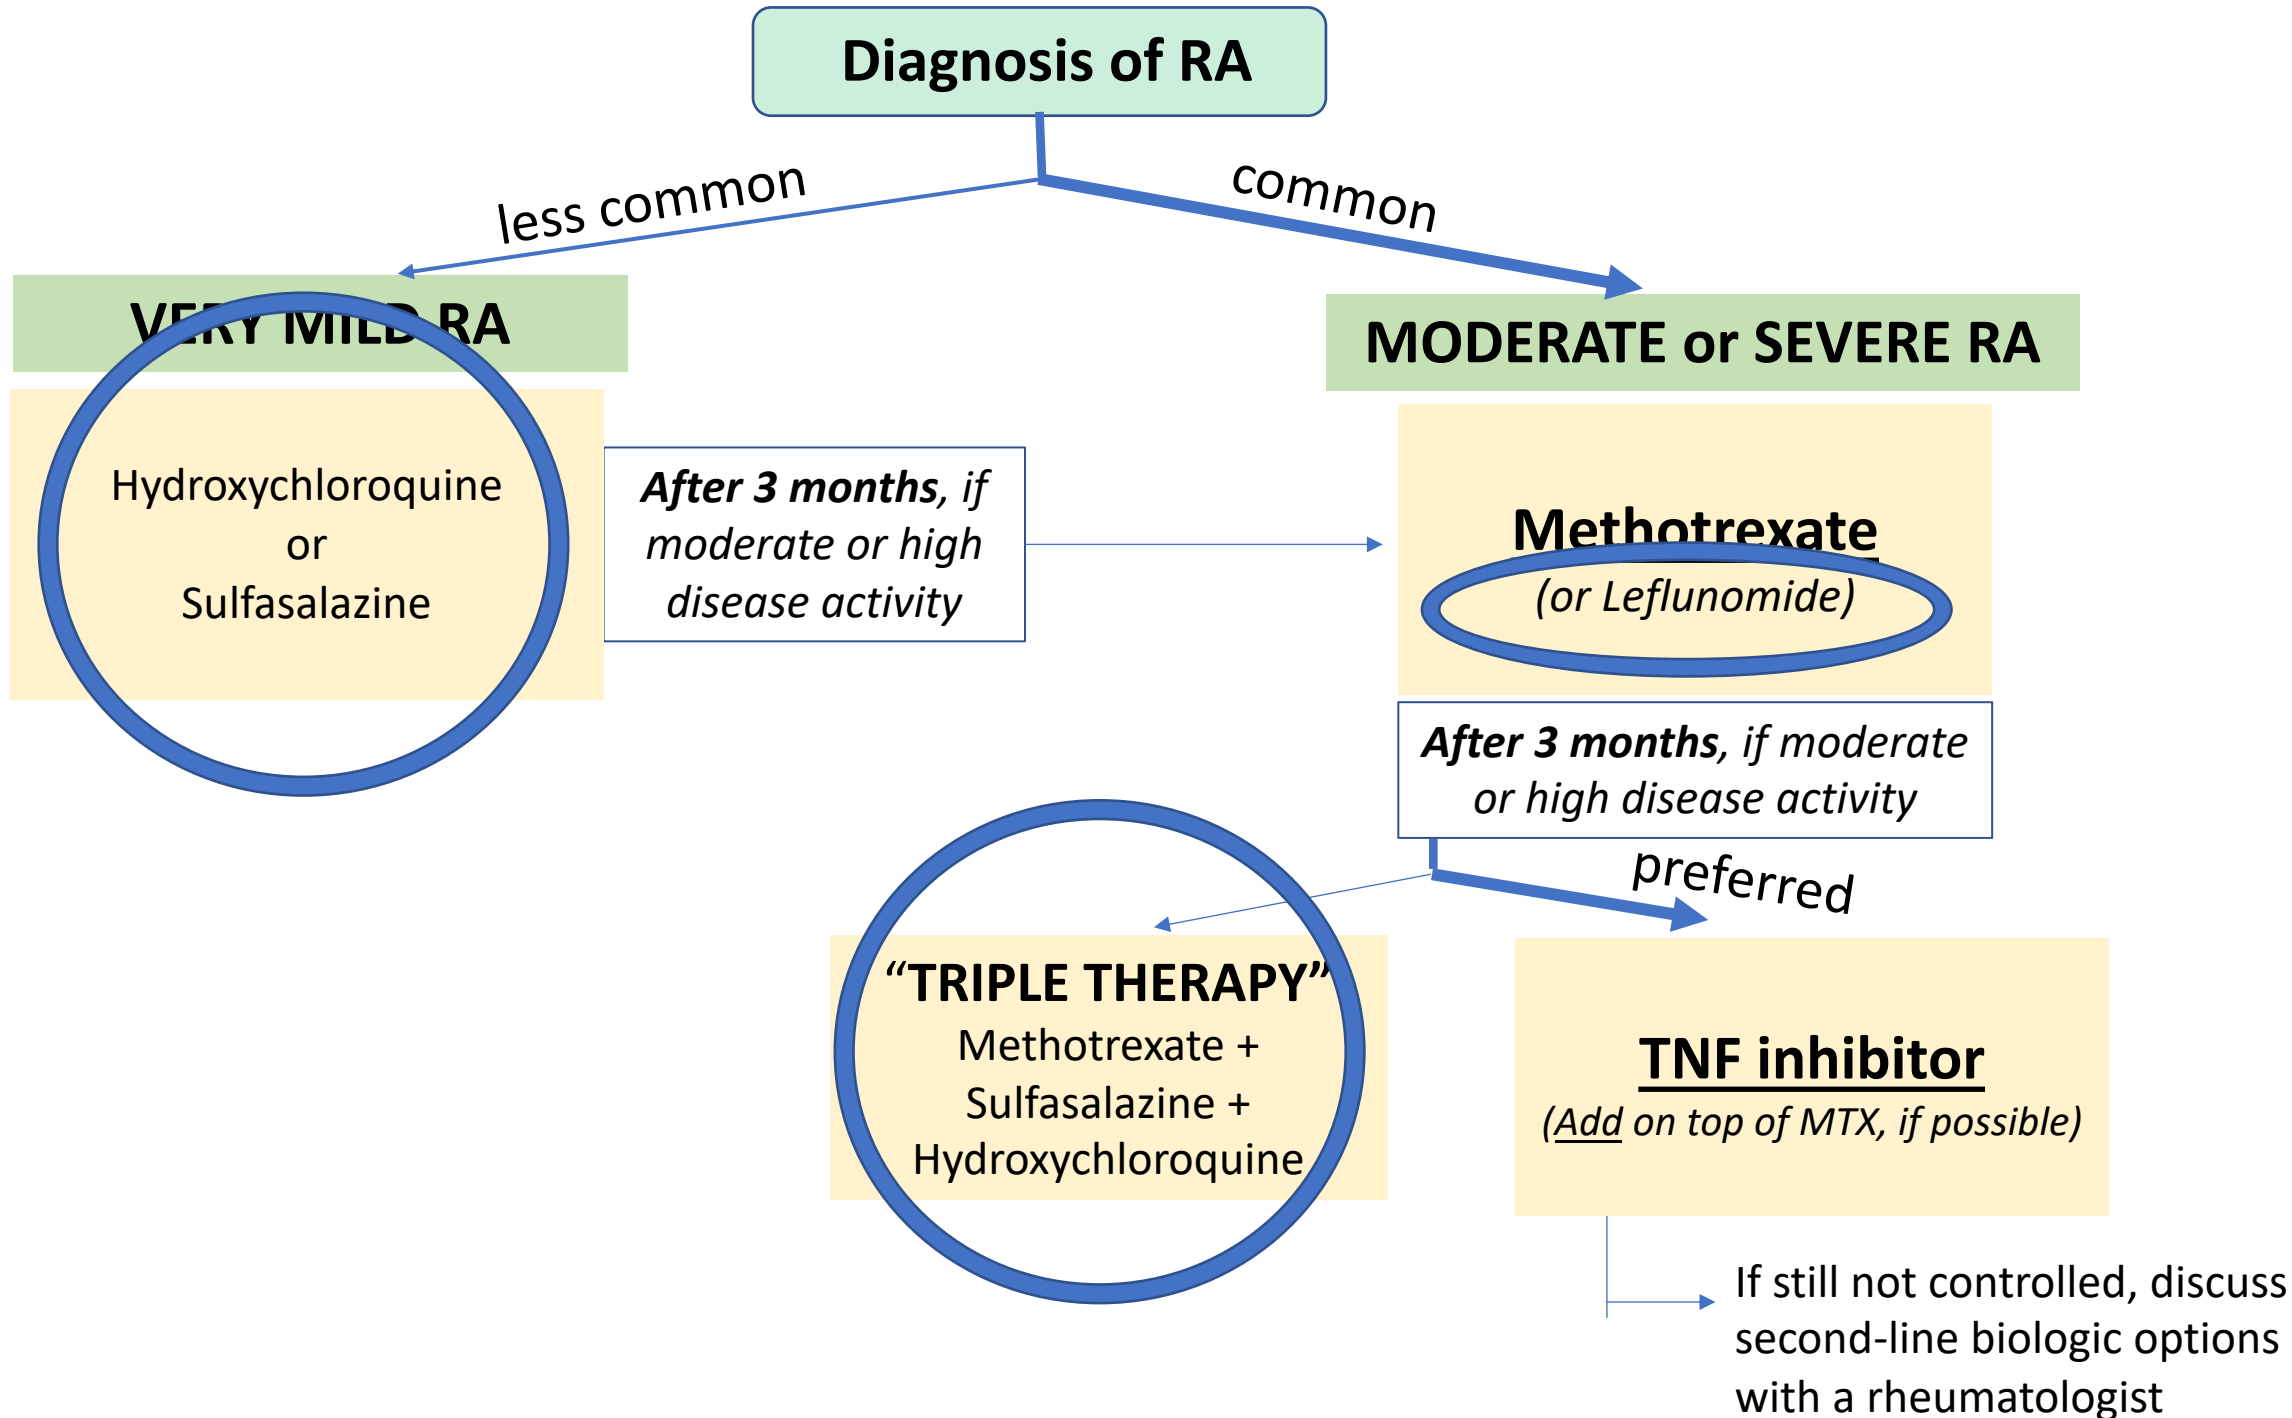 Diagnosis of RA
less common
common
VERY MILD RA
MODERATE or SEVERE RA
Hydroxychloroquine
or
Sulfasalazine
After 3 months, if
moderate or high
disease activity
Methotrexate
(or Leflunomide)
After 3 months, if moderate
or high disease activity
preferred
“TRIPLE THERAPY”
Methotrexate +
Sulfasalazine +
Hydroxychloroquine
TNF inhibitor
(Add on top of MTX, if possible)
If still not controlled, discuss
second-line biologic options
with a rheumatologist